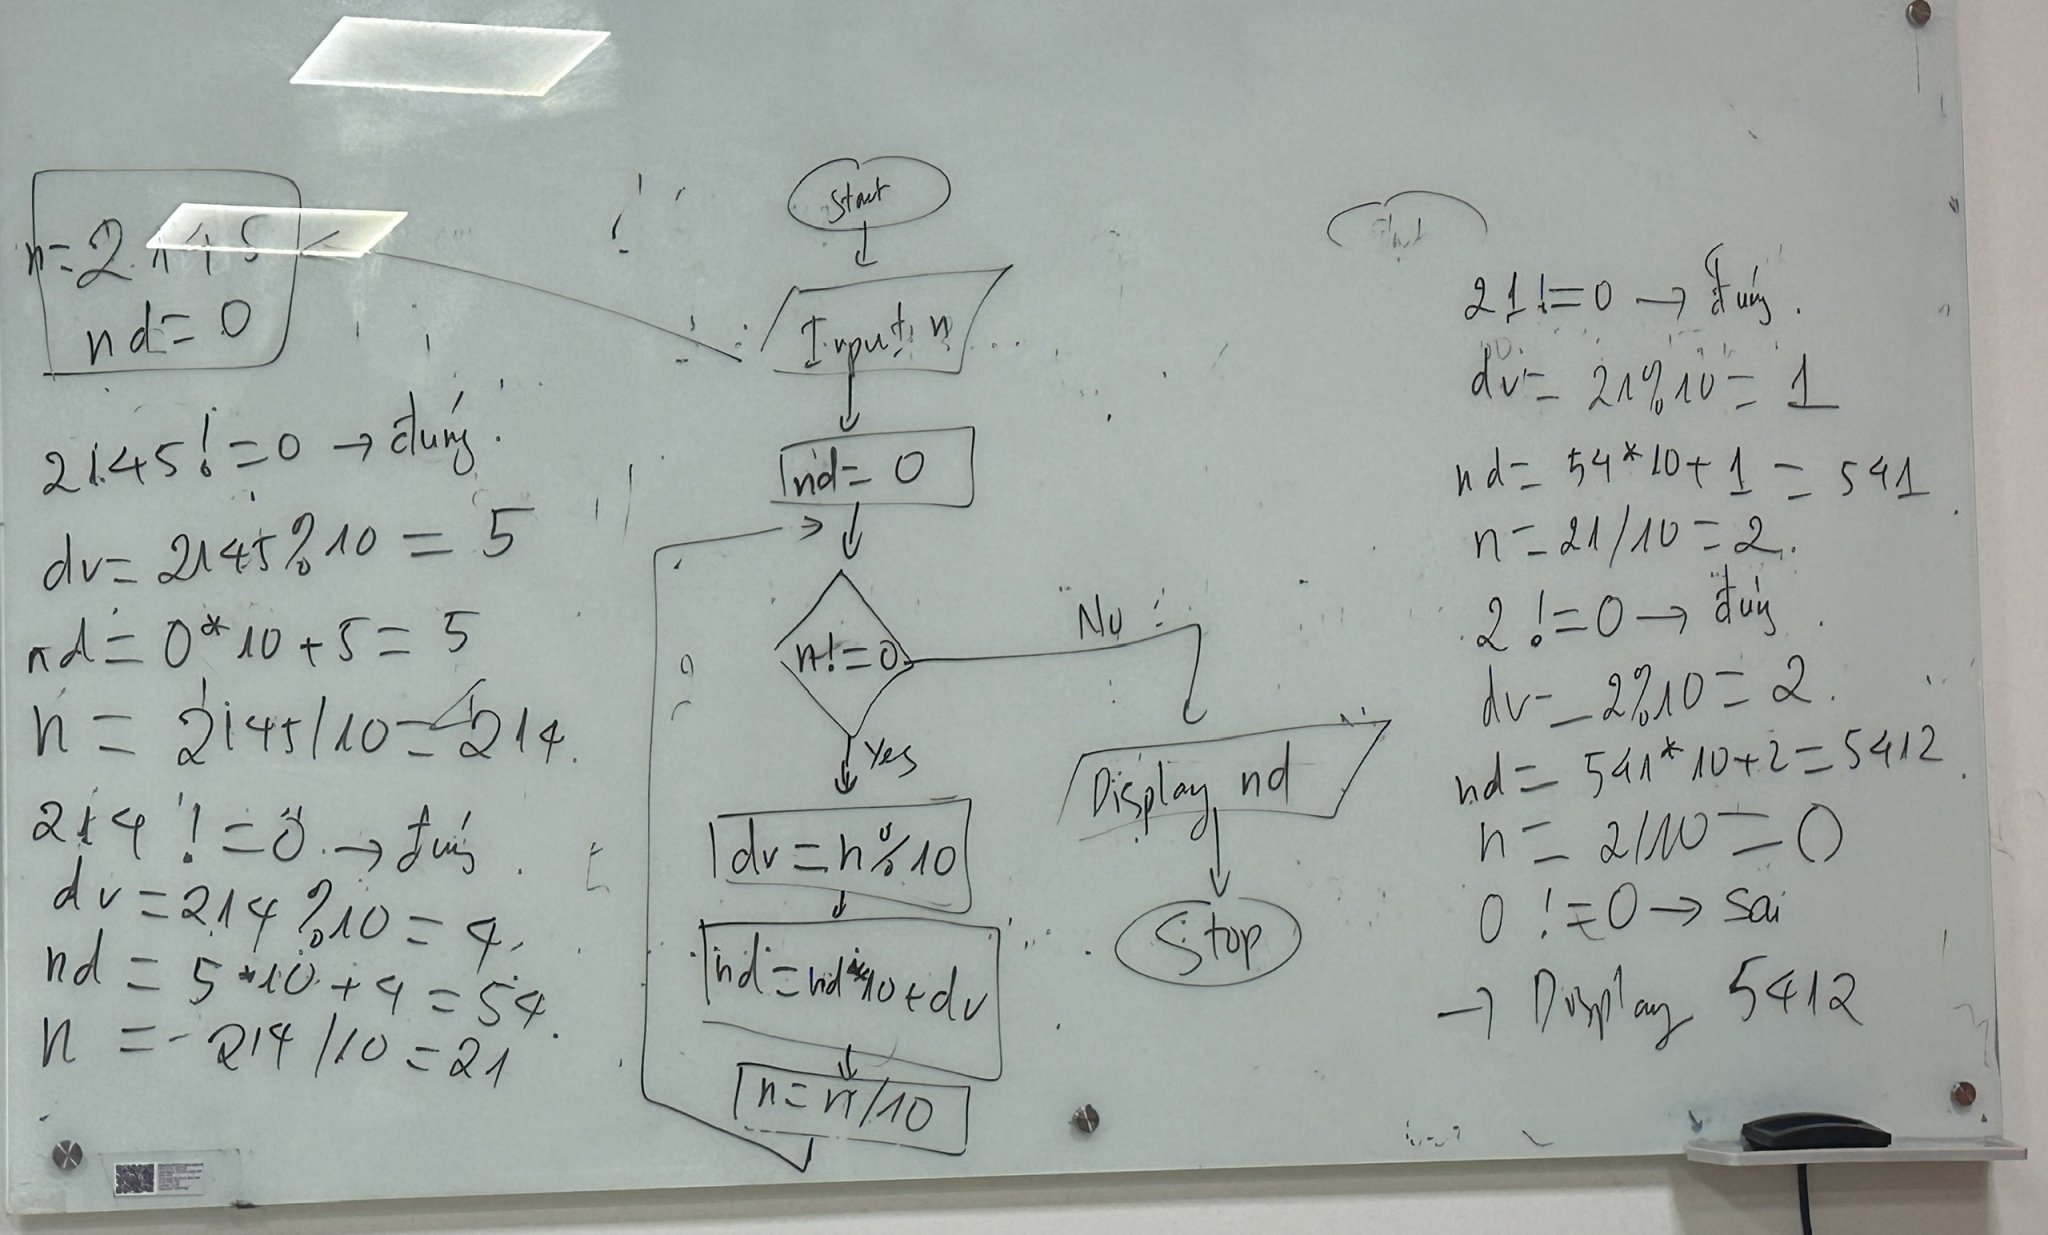 n=2145
nd=0
2145!=0 → đúng.
dv=2145%10=5
nd=0*10+5=5
n=2145/10=214.
214!=0.→ đúng
dv=214%10=4.
nd=5*10+4=54.
n=214/10=21
Start
Input n
nd=0
n!=0
No
Yes
dv=n%10
nd=nd*10+dv
n=n/10
Display nd
Stop
Start
21!=0 → đúng.
dv=21%10=1
nd=54*10+1=541
n=21/10=2.
2!=0 → đúng.
dv=2%10=2.
nd=541*10+2=5412.
n=2/10=0
0!=0 → sai
→ Display 5412